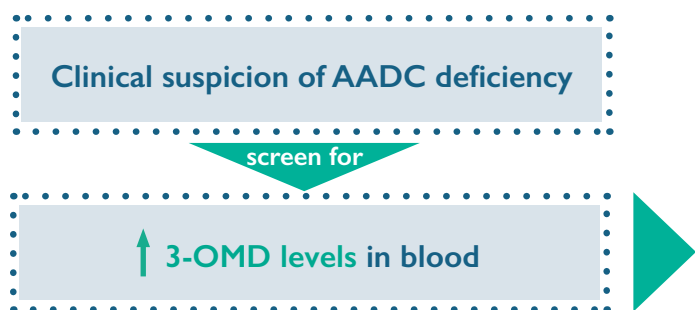 Clinical suspicion of AADC deficiency
screen for
3-OMD levels in blood